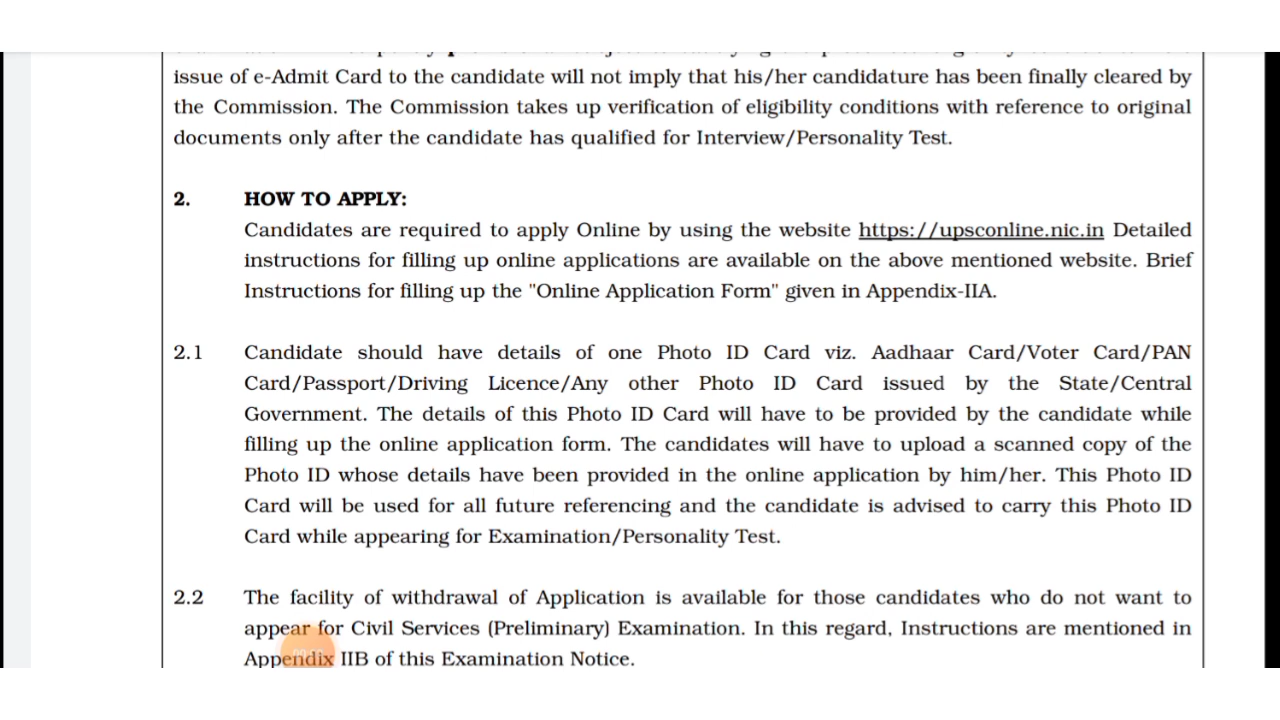 issue of e-Admit Card to the candidate will not imply that his/her candidature has been finally cleared by
the Commission. The Commission takes up verification of eligibility conditions with reference to original
documents only after the candidate has qualified for Interview/Personality Test.
2. HOW TO APPLY:
Candidates are required to apply Online by using the website https://upsconline.nic.in Detailed
instructions for filling up online applications are available on the above mentioned website. Brief
Instructions for filling up the "Online Application Form" given in Appendix-IIA.
2.1 Candidate should have details of one Photo ID Card viz. Aadhaar Card/Voter Card/PAN
Card/Passport/Driving Licence/Any other Photo ID Card issued by the State/Central
Government. The details of this Photo ID Card will have to be provided by the candidate while
filling up the online application form. The candidates will have to upload a scanned copy of the
Photo ID whose details have been provided in the online application by him/her. This Photo ID
Card will be used for all future referencing and the candidate is advised to carry this Photo ID
Card while appearing for Examination/Personality Test.
2.2 The facility of withdrawal of Application is available for those candidates who do not want to
appear for Civil Services (Preliminary) Examination. In this regard, Instructions are mentioned in
Appendix IIB of this Examination Notice.